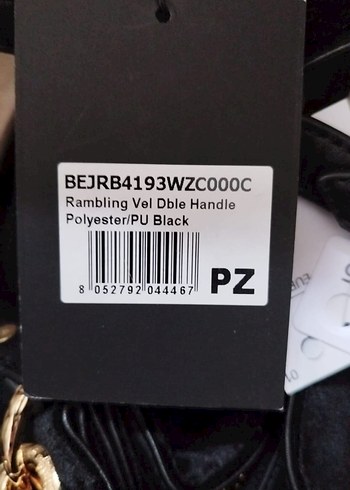 BEJRB4193WZC000C
Rambling Vel Dble Handle
Polyester/PU Black
8 052792 044467
PZ